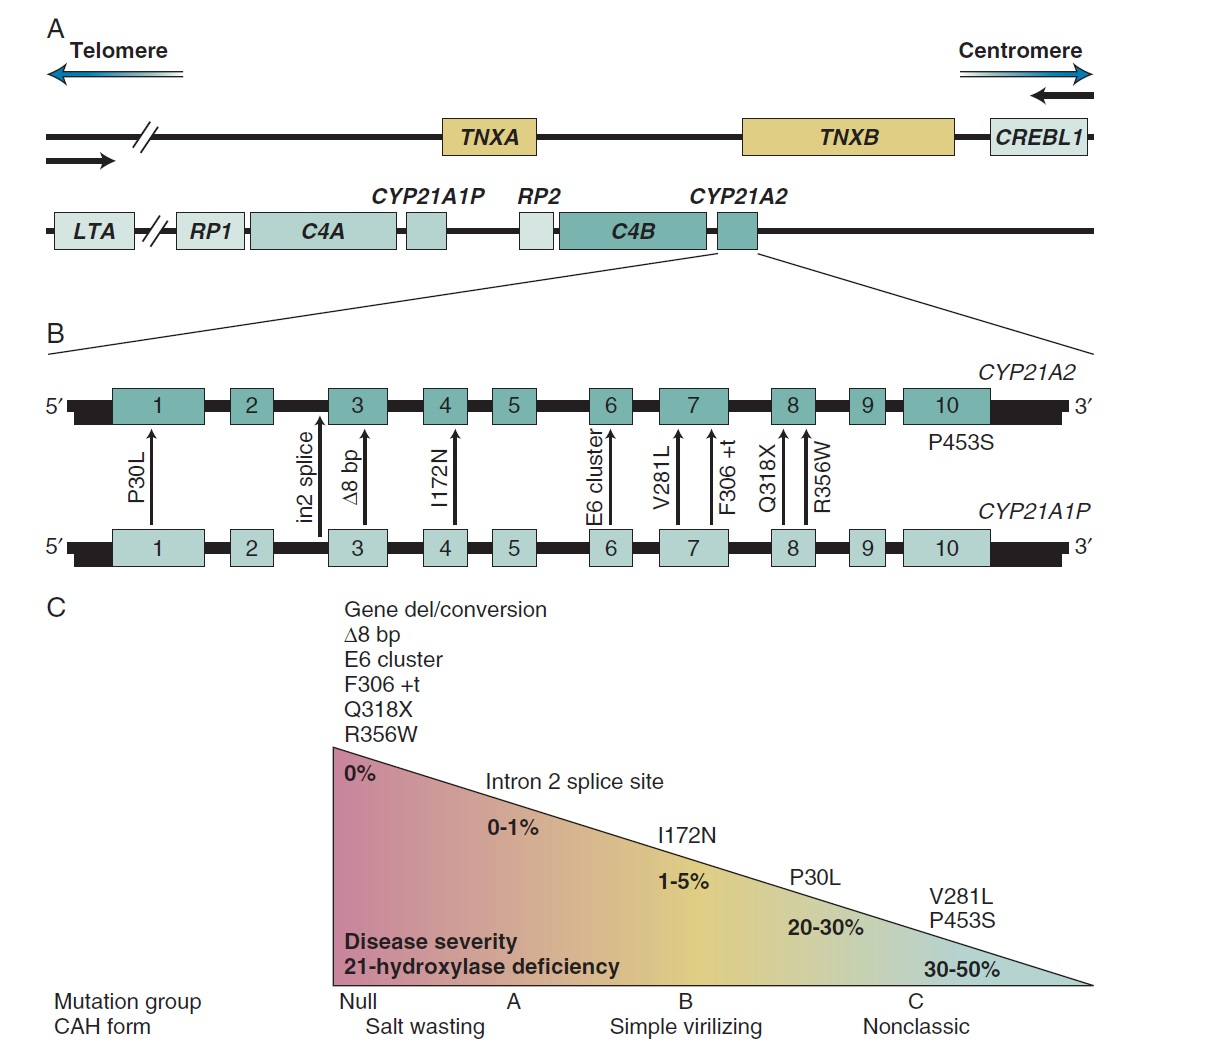 A
Telomere
Centromere
TNXA
TNXB
CREBL1
CYP21A1P
RP2
CYP21A2
LTA
RP1
C4A
C4B
B
CYP21A2
5′
1
2
3
4
5
6
7
8
9
10
3′
P453S
P30L
in2 splice
Δ8 bp
I172N
E6 cluster
V281L
F306 +t
Q318X
R356W
CYP21A1P
5′
1
2
3
4
5
6
7
8
9
10
3′
C
Gene del/conversion
Δ8 bp
E6 cluster
F306 +t
Q318X
R356W
0%
Intron 2 splice site
0-1%
I172N
1-5%
P30L
20-30%
V281L
P453S
30-50%
Disease severity
21-hydroxylase deficiency
Mutation group Null A B C
CAH form Salt wasting Simple virilizing Nonclassic